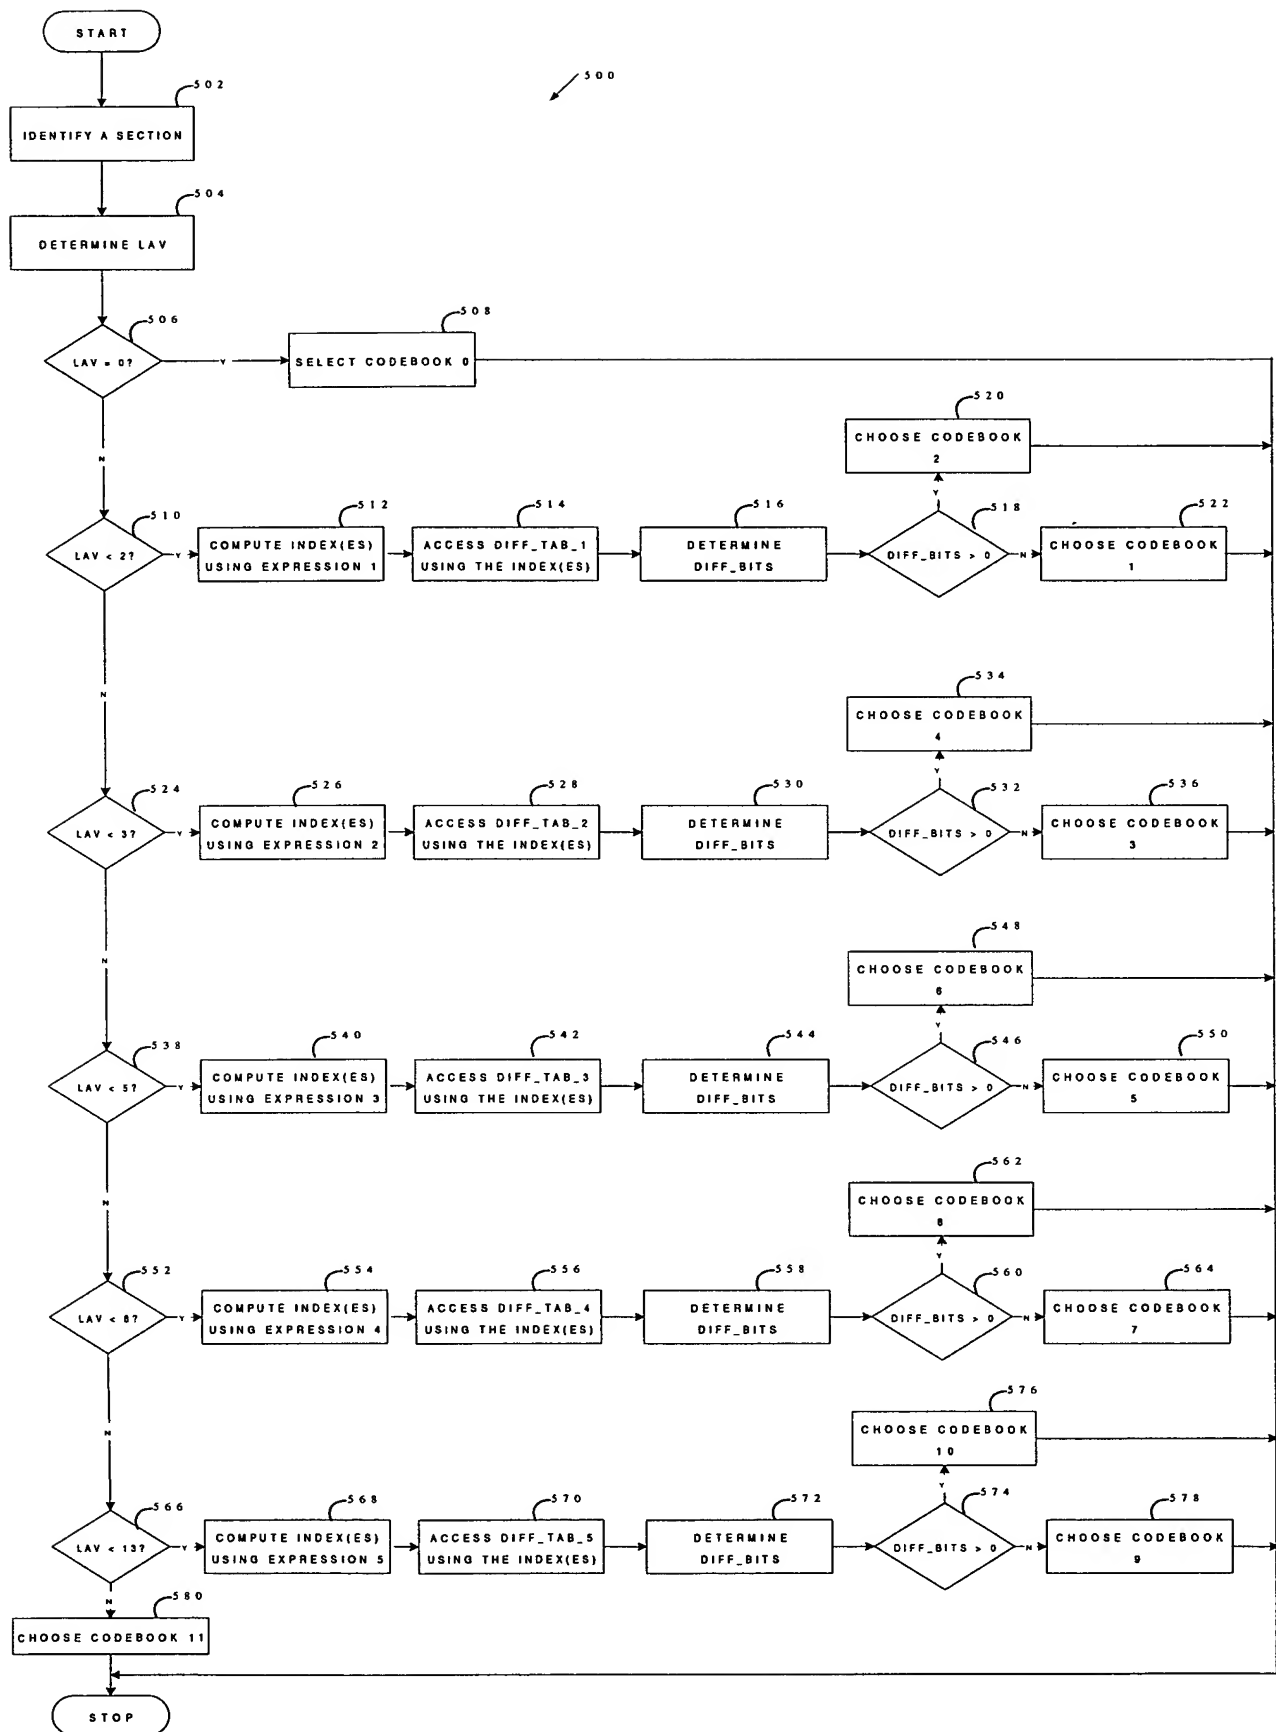 START
500
502
IDENTIFY A SECTION
504
DETERMINE LAV
506
LAV = 0?
Y
508
SELECT CODEBOOK 0
N
520
CHOOSE CODEBOOK
2
Y
510
LAV < 2?
Y
512
COMPUTE INDEX(ES)
USING EXPRESSION 1
514
ACCESS DIFF_TAB_1
USING THE INDEX(ES)
516
DETERMINE
DIFF_BITS
518
DIFF_BITS > 0
N
522
CHOOSE CODEBOOK
1
N
534
CHOOSE CODEBOOK
4
Y
524
LAV < 3?
Y
526
COMPUTE INDEX(ES)
USING EXPRESSION 2
528
ACCESS DIFF_TAB_2
USING THE INDEX(ES)
530
DETERMINE
DIFF_BITS
532
DIFF_BITS > 0
N
536
CHOOSE CODEBOOK
3
N
548
CHOOSE CODEBOOK
6
Y
538
LAV < 5?
Y
540
COMPUTE INDEX(ES)
USING EXPRESSION 3
542
ACCESS DIFF_TAB_3
USING THE INDEX(ES)
544
DETERMINE
DIFF_BITS
546
DIFF_BITS > 0
N
550
CHOOSE CODEBOOK
5
N
562
CHOOSE CODEBOOK
8
Y
552
LAV < 8?
Y
554
COMPUTE INDEX(ES)
USING EXPRESSION 4
556
ACCESS DIFF_TAB_4
USING THE INDEX(ES)
558
DETERMINE
DIFF_BITS
560
DIFF_BITS > 0
N
564
CHOOSE CODEBOOK
7
N
576
CHOOSE CODEBOOK
10
Y
566
LAV < 13?
Y
568
COMPUTE INDEX(ES)
USING EXPRESSION 5
570
ACCESS DIFF_TAB_5
USING THE INDEX(ES)
572
DETERMINE
DIFF_BITS
574
DIFF_BITS > 0
N
578
CHOOSE CODEBOOK
9
N
580
CHOOSE CODEBOOK 11
STOP